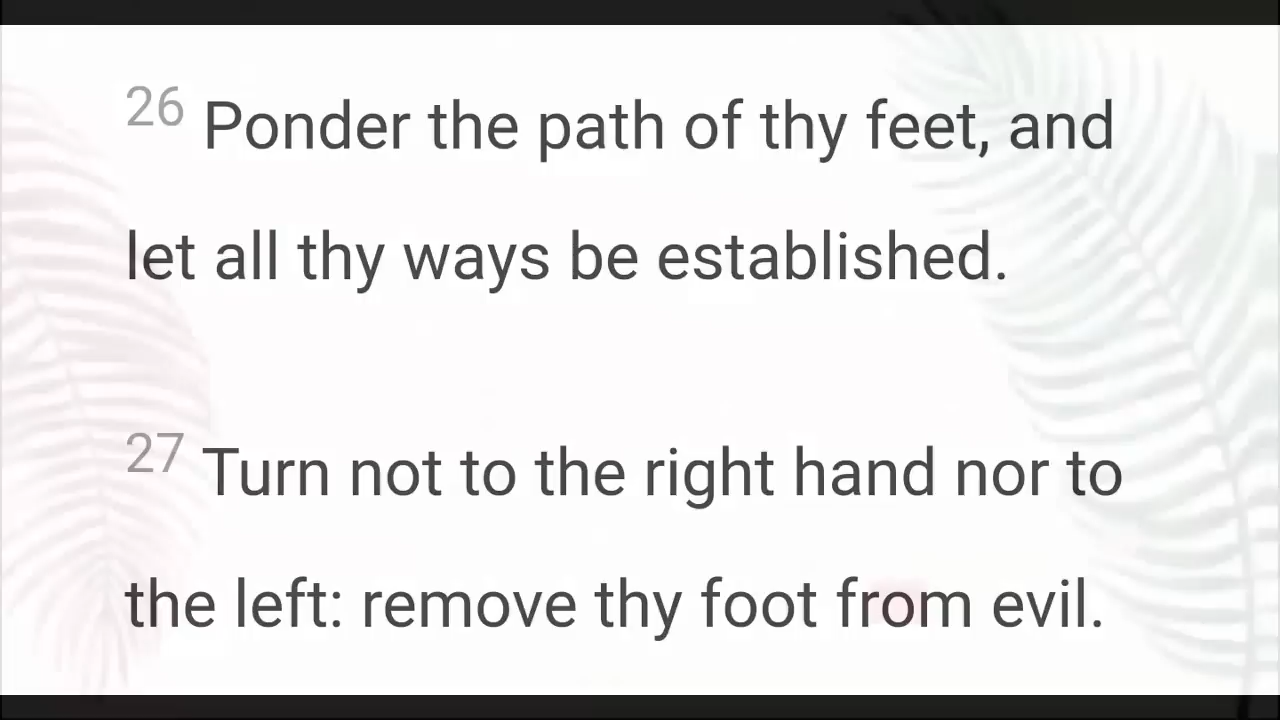 26 Ponder the path of thy feet, and
let all thy ways be established.
27 Turn not to the right hand nor to
the left: remove thy foot from evil.